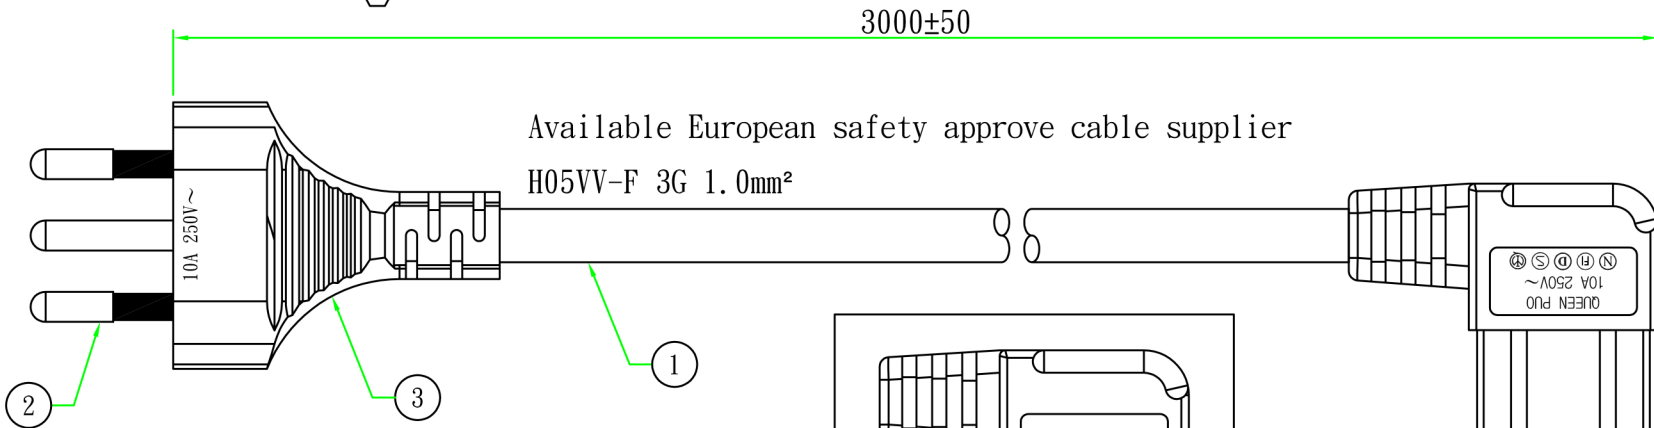 3000±50
Available European safety approve cable supplier
H05VV-F 3G 1.0mm²
10A 250V~
Ⓝ ⒻⒾ Ⓓ Ⓢ
10A 250V~
QUEEN PUO
1
2
3